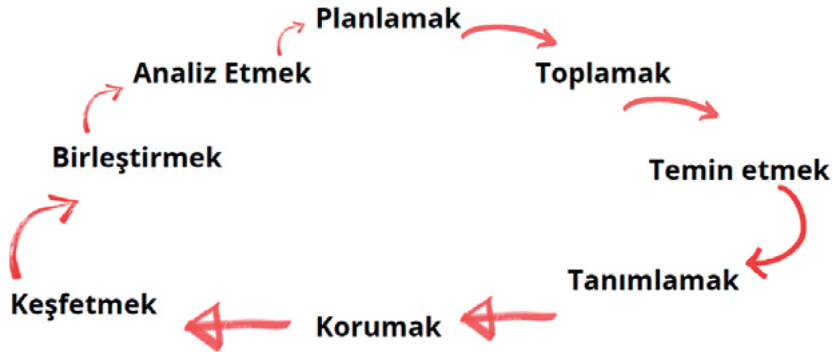 Planlamak
Analiz Etmek
Toplamak
Birleştirmek
Temin etmek
Tanımlamak
Keşfetmek
Korumak